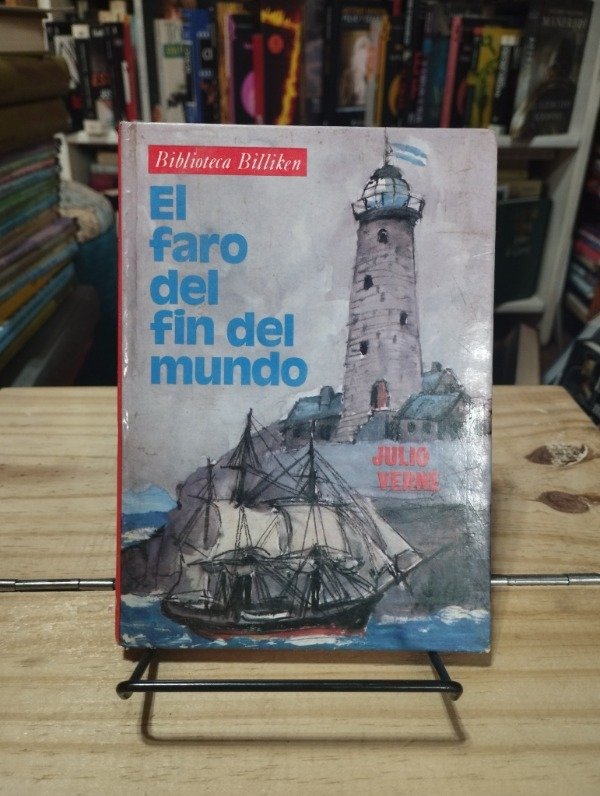 Biblioteca Billiken
El
faro
del
fin del
mundo
JULIO
VERNE